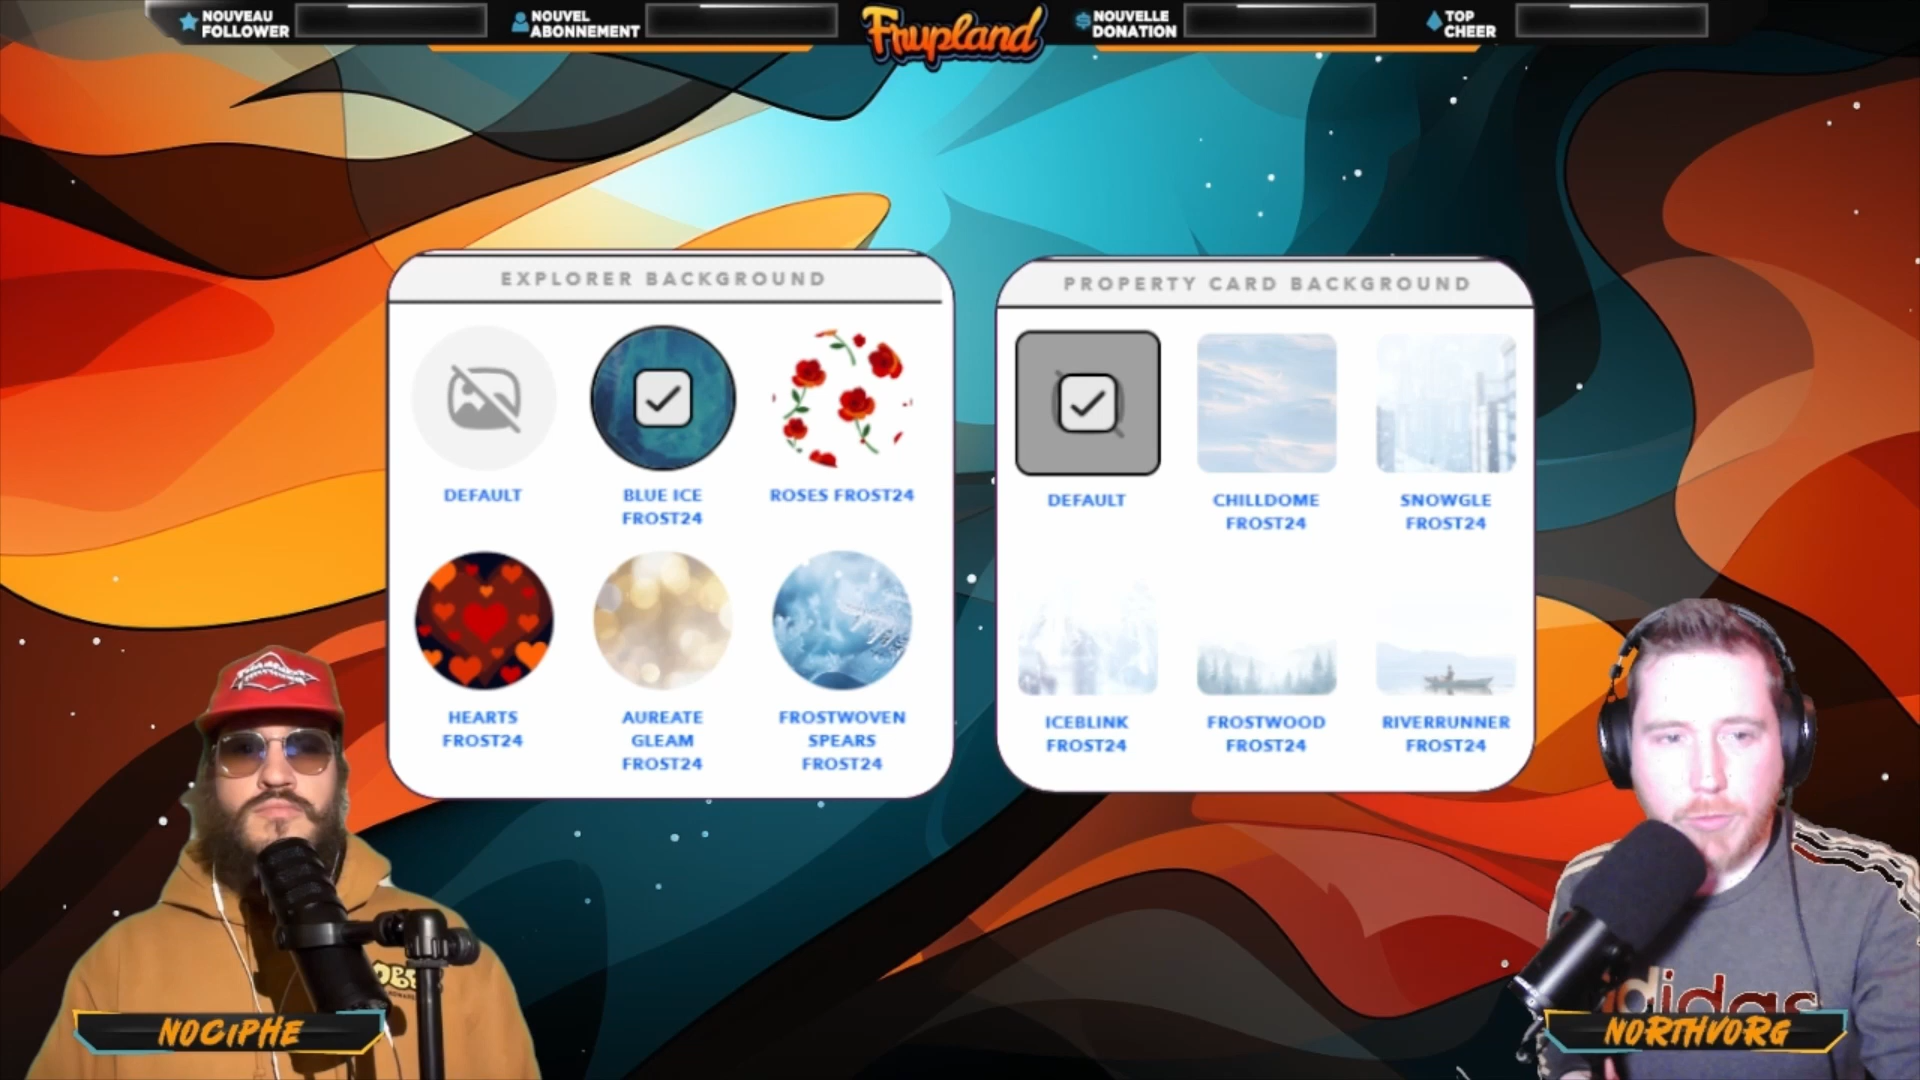 NOUVEAU
FOLLOWER
NOUVEL
ABONNEMENT
Frupland
NOUVELLE
DONATION
TOP
CHEER
EXPLORER BACKGROUND
DEFAULT
BLUE ICE
FROST24
ROSES FROST24
HEARTS
FROST24
AUREATE
GLEAM
FROST24
FROSTWOVEN
SPEARS
FROST24
PROPERTY CARD BACKGROUND
DEFAULT
CHILLDOME
FROST24
SNOWGLE
FROST24
ICEBLINK
FROST24
FROSTWOOD
FROST24
RIVERRUNNER
FROST24
NOCiPHE
adidas
NORTHVORG